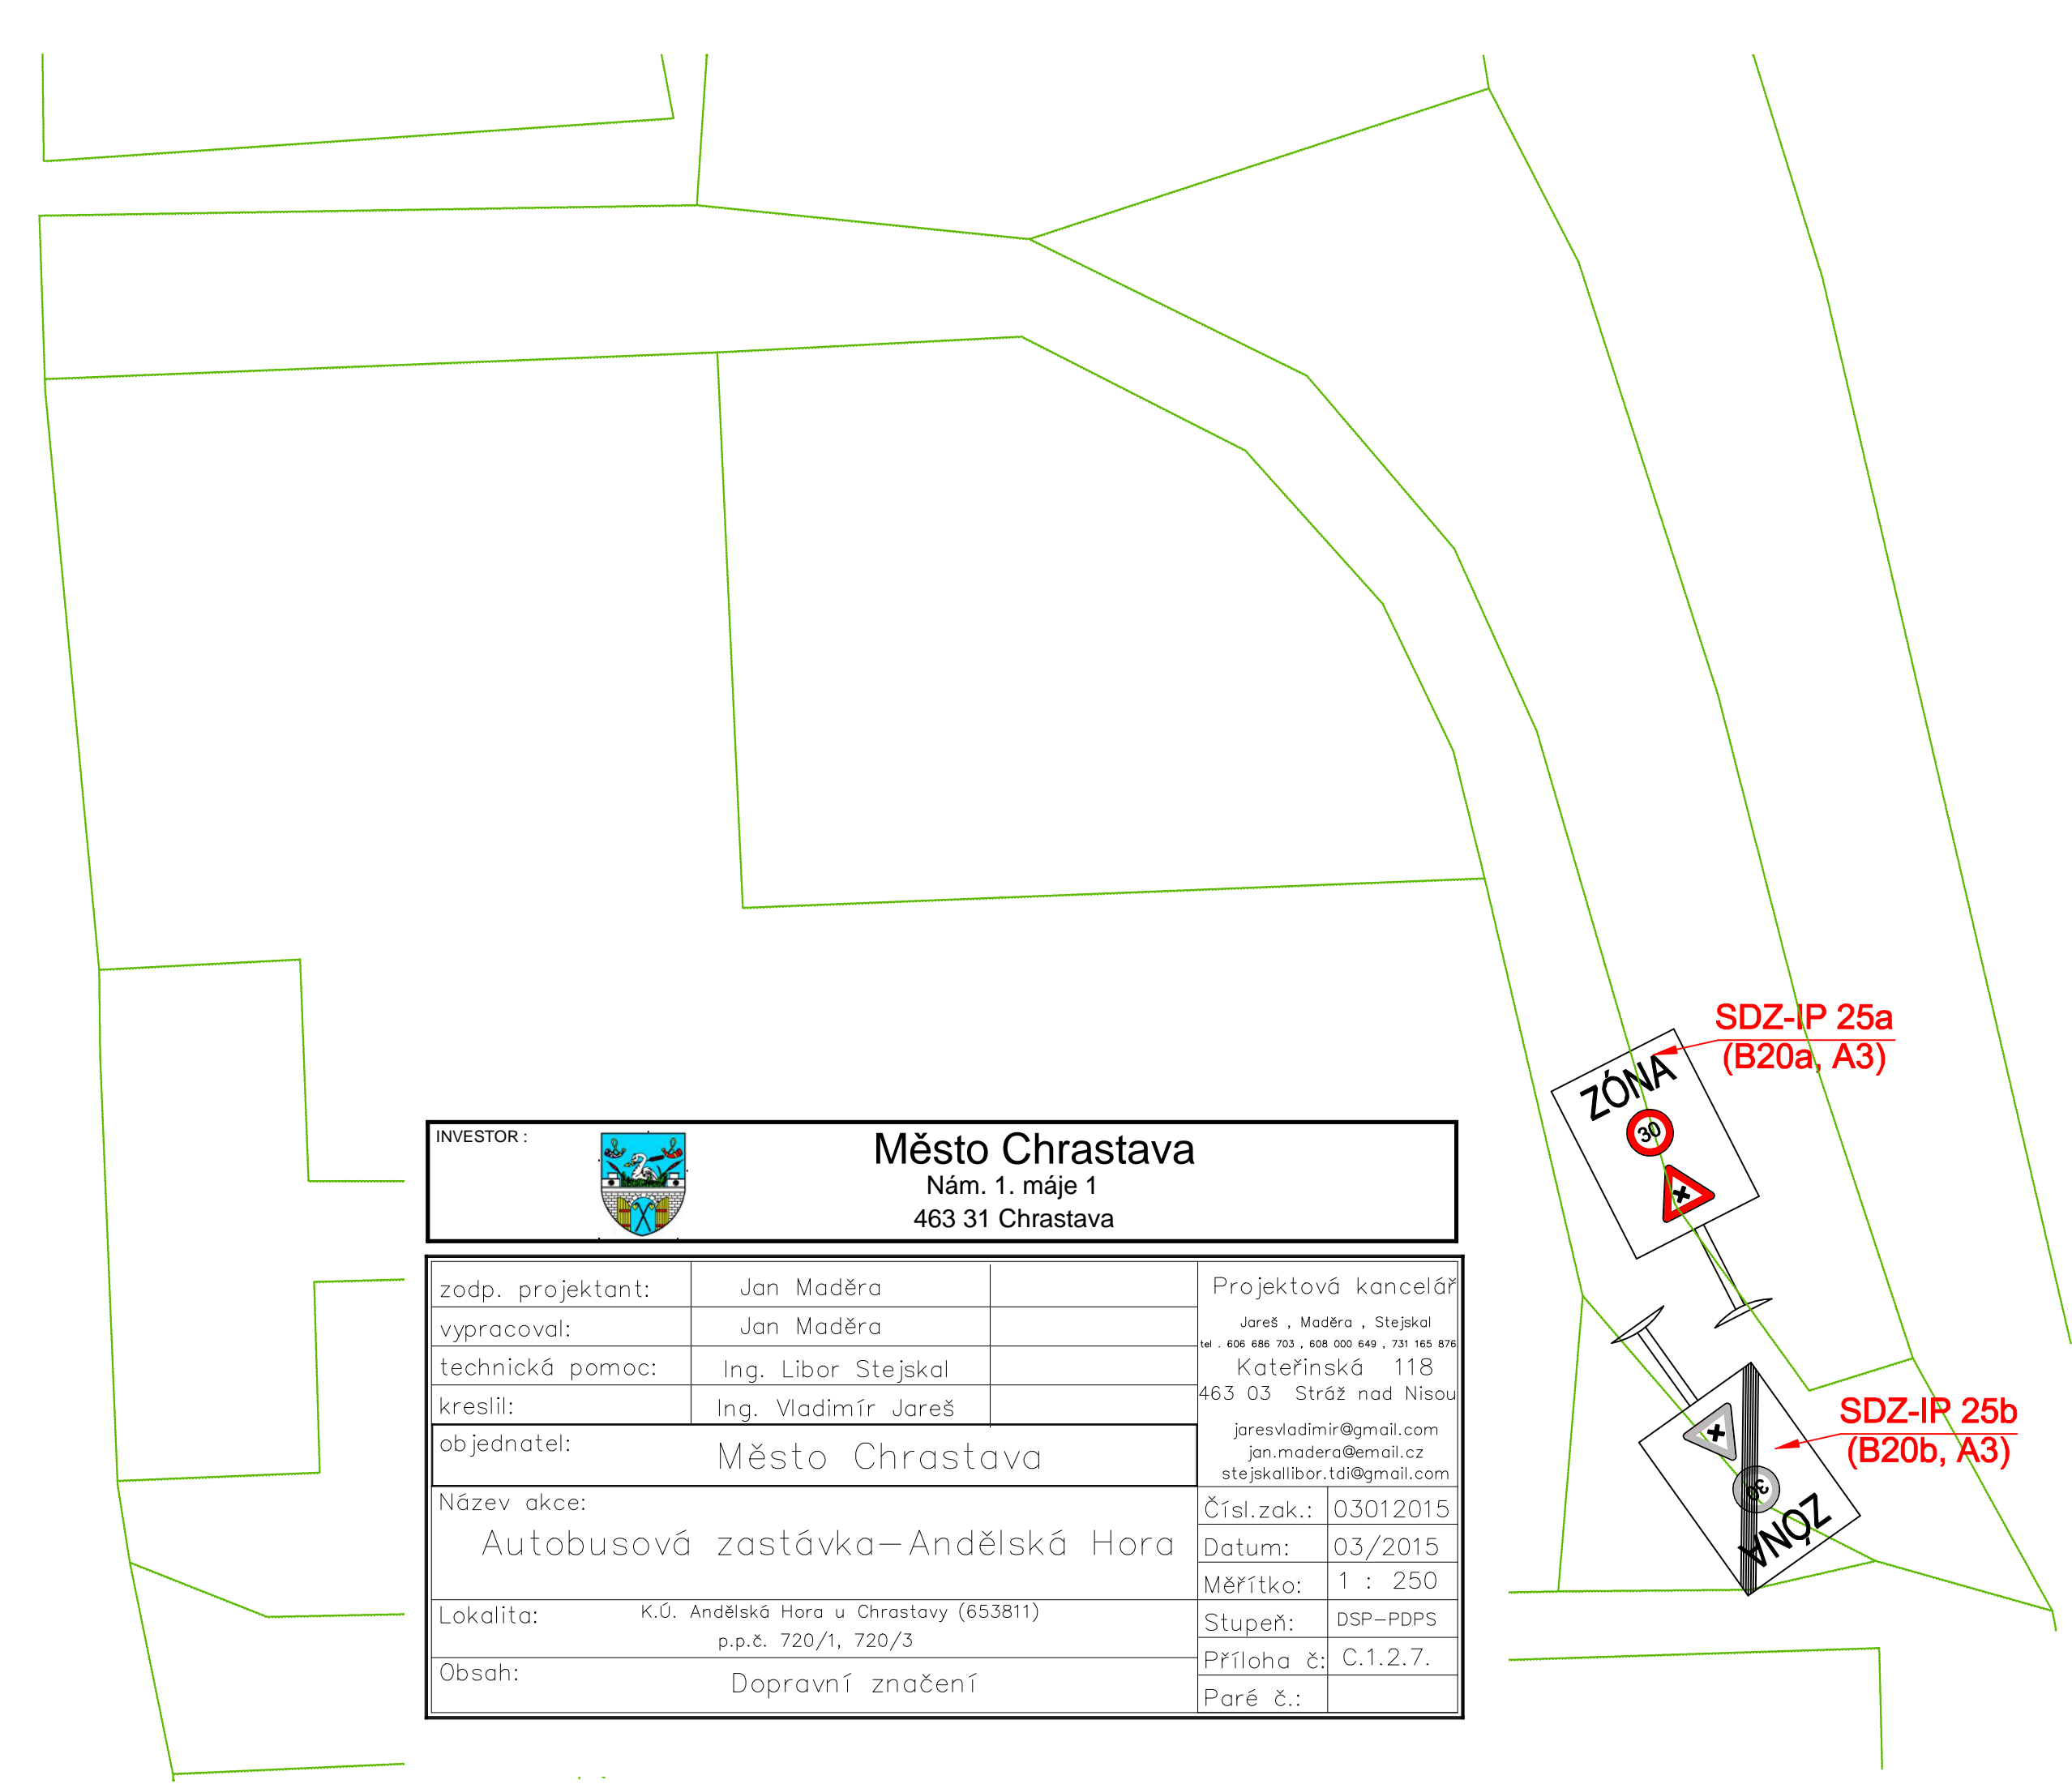 SDZ-IP 25a
(B20a, A3)
ZÓNA
30
SDZ-IP 25b
(B20b, A3)
30
ZÓNA
INVESTOR :
Město Chrastava
Nám. 1. máje 1
463 31 Chrastava
zodp. projektant: Jan Maděra
vypracoval: Jan Maděra
technická pomoc: Ing. Libor Stejskal
kreslil: Ing. Vladimír Jareš
objednatel: Město Chrastava
Projektová kancelář
Jareš , Maděra , Stejskal
tel . 606 686 703 , 608 000 649 , 731 165 876
Kateřinská 118
463 03 Stráž nad Nisou
jaresvladimir@gmail.com
jan.madera@email.cz
stejskallibor.tdi@gmail.com
Název akce:
Autobusová zastávka-Andělská Hora
Lokalita: K.Ú. Andělská Hora u Chrastavy (653811)
p.p.č. 720/1, 720/3
Obsah: Dopravní značení
Čísl.zak.: 03012015
Datum: 03/2015
Měřítko: 1 : 250
Stupeň: DSP-PDPS
Příloha č: C.1.2.7.
Paré č.: